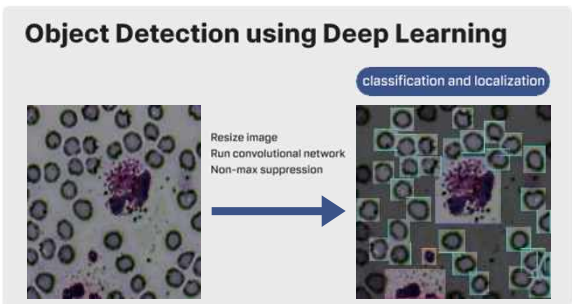 Object Detection using Deep Learning
classification and localization
Resize image
Run convolutional network
Non-max suppression